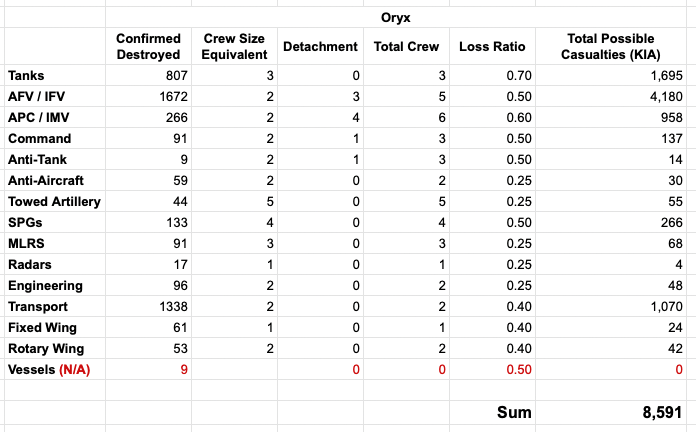 Oryx
Confirmed Destroyed Crew Size Equivalent Detachment Total Crew Loss Ratio Total Possible Casualties (KIA)
Tanks 807 3 0 3 0.70 1,695
AFV / IFV 1672 2 3 5 0.50 4,180
APC / IMV 266 2 4 6 0.60 958
Command 91 2 1 3 0.50 137
Anti-Tank 9 2 1 3 0.50 14
Anti-Aircraft 59 2 0 2 0.25 30
Towed Artillery 44 5 0 5 0.25 55
SPGs 133 4 0 4 0.50 266
MLRS 91 3 0 3 0.25 68
Radars 17 1 0 1 0.25 4
Engineering 96 2 0 2 0.25 48
Transport 1338 2 0 2 0.40 1,070
Fixed Wing 61 1 0 1 0.40 24
Rotary Wing 53 2 0 2 0.40 42
Vessels (N/A) 9 0 0 0.50 0
Sum 8,591